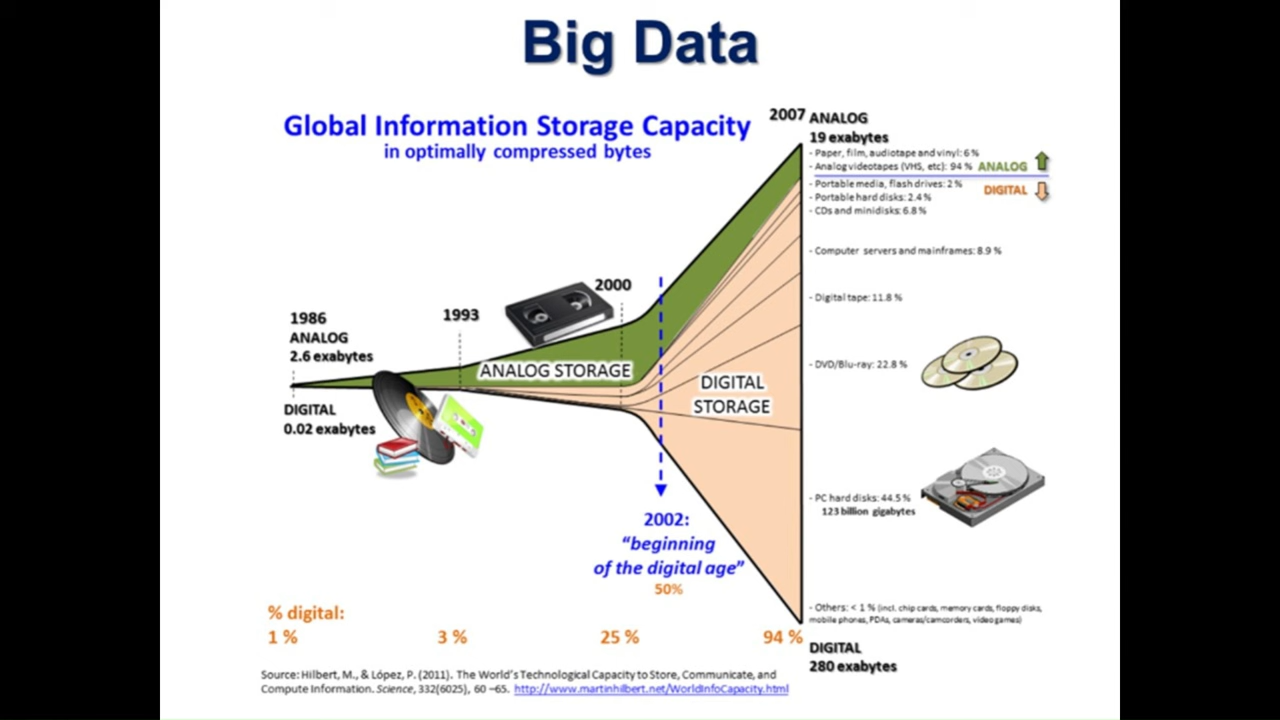 Big Data
Global Information Storage Capacity
in optimally compressed bytes
2007
ANALOG
19 exabytes
- Paper, film, audiotape and vinyl: 6 %
- Analog videotapes (VHS, etc): 94 %
ANALOG
- Portable media, flash drives: 2 %
DIGITAL
- Portable hard disks: 2.4 %
- CDs and minidisks: 6.8 %
- Computer servers and mainframes: 8.9 %
2000
- Digital tape: 11.8 %
1993
1986
ANALOG
2.6 exabytes
ANALOG STORAGE
- DVD/Blu-ray: 22.8 %
DIGITAL
STORAGE
DIGITAL
0.02 exabytes
- PC hard disks: 44.5 %
123 billion gigabytes
2002:
“beginning
of the digital age”
50%
- Others: < 1 % (incl. chip cards, memory cards, floppy disks,
mobile phones, PDAs, cameras/camcorders, video games)
% digital:
1 %
3 %
25 %
94 %
DIGITAL
280 exabytes
Source: Hilbert, M., & López, P. (2011). The World’s Technological Capacity to Store, Communicate, and
Compute Information. Science, 332(6025), 60 –65. http://www.martinhilbert.net/WorldInfoCapacity.html